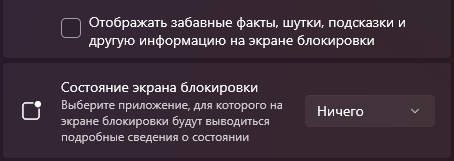 Отображать забавные факты, шутки, подсказки и
другую информацию на экране блокировки
Состояние экрана блокировки
Выберите приложение, для которого на
экране блокировки будут выводиться
подробные сведения о состоянии
Ничего